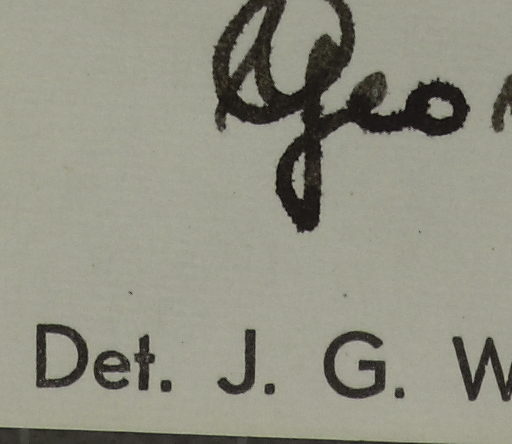 Geo
Det. J. G. W